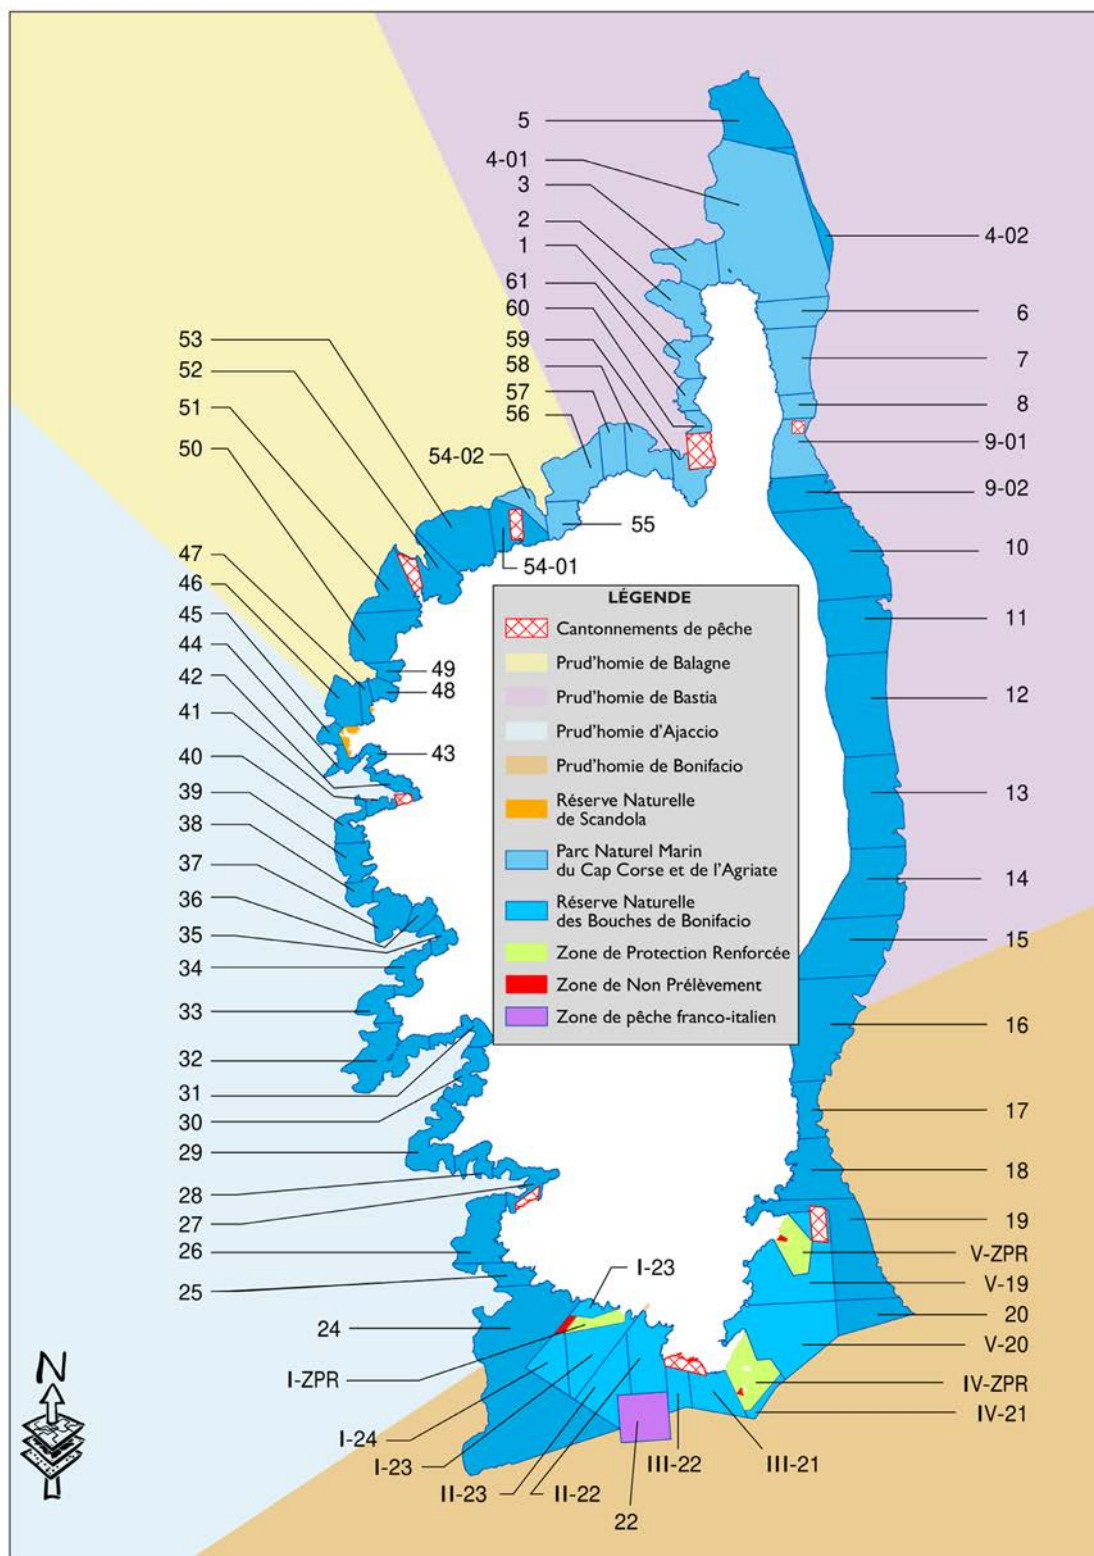 5
4-01
3
2
1
61
60
59
58
57
56
54-02
53
52
51
50
47
46
45
44
42
41
40
39
38
37
36
35
34
33
32
31
30
29
28
27
26
25
24
I-ZPR
I-24
I-23
II-23
II-22
22
III-22
III-21
IV-21
IV-ZPR
V-20
20
V-19
V-ZPR
19
18
17
16
15
14
13
12
11
10
9-02
9-01
8
7
6
4-02
55
54-01
49
48
43
I-23
LÉGENDE
Cantonnements de pêche
Prud'homie de Balagne
Prud'homie de Bastia
Prud'homie d'Ajaccio
Prud'homie de Bonifacio
Réserve Naturelle
de Scandola
Parc Naturel Marin
du Cap Corse et de l'Agriate
Réserve Naturelle
des Bouches de Bonifacio
Zone de Protection Renforcée
Zone de Non Prélèvement
Zone de pêche franco-italien
N